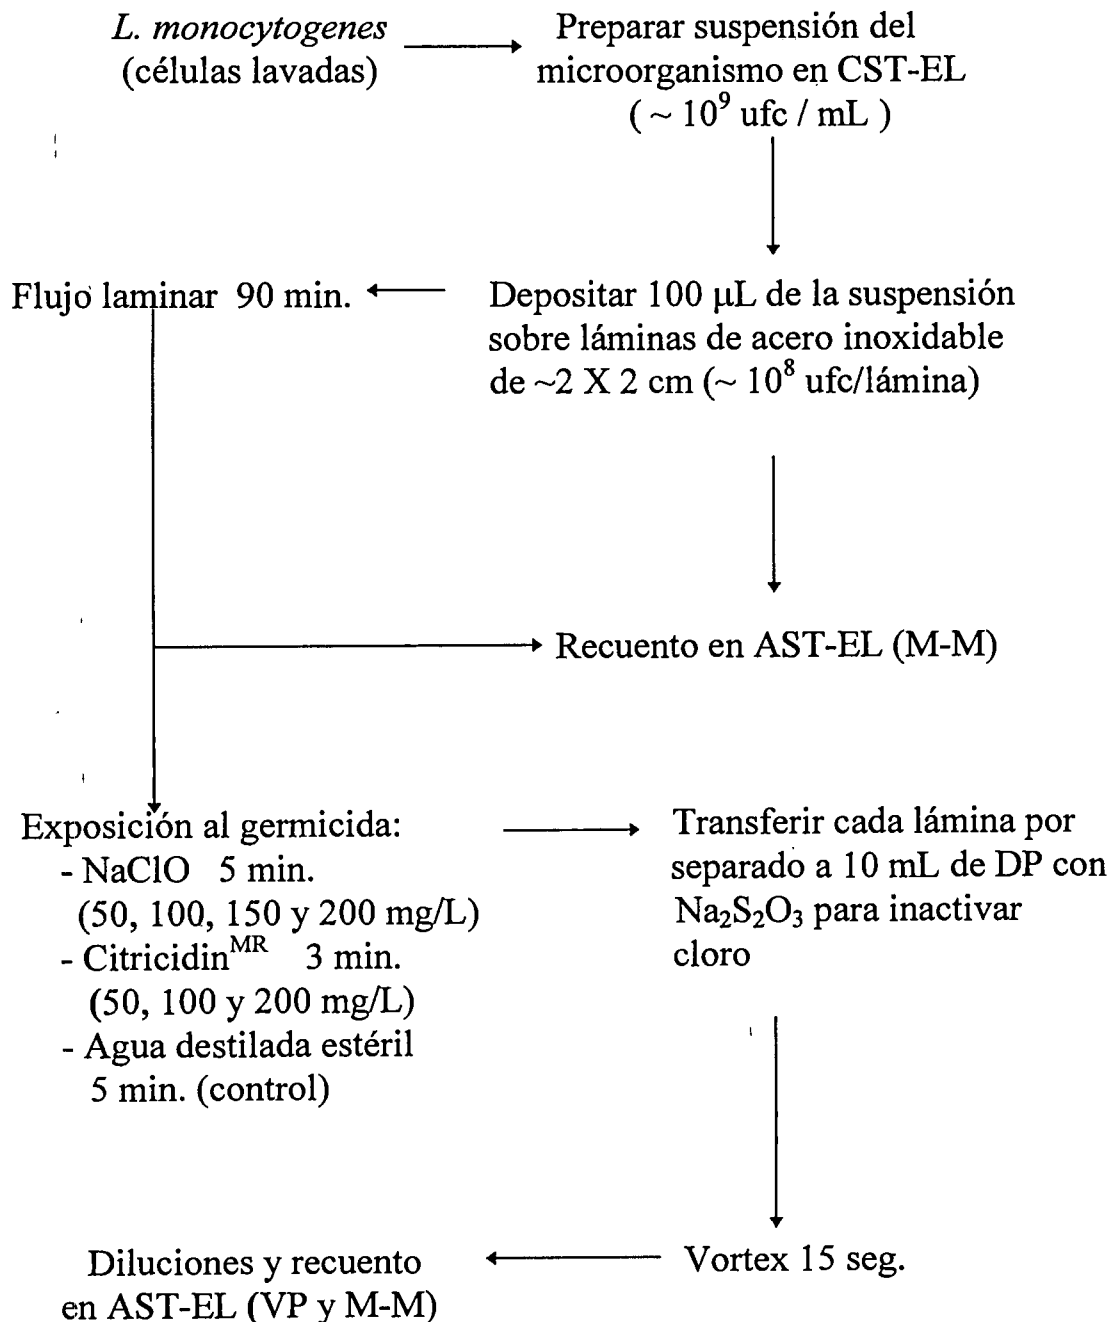 L. monocytogenes
(células lavadas)
Preparar suspensión del
microorganismo en CST-EL
( ~ 10⁹ ufc / mL )
Flujo laminar 90 min.
Depositar 100 µL de la suspensión
sobre láminas de acero inoxidable
de ~2 X 2 cm (~ 10⁸ ufc/lámina)
Recuento en AST-EL (M-M)
Exposición al germicida:
- NaClO 5 min.
(50, 100, 150 y 200 mg/L)
- Citricidinᴹᴿ 3 min.
(50, 100 y 200 mg/L)
- Agua destilada estéril
5 min. (control)
Transferir cada lámina por
separado a 10 mL de DP con
Na₂S₂O₃ para inactivar
cloro
Vortex 15 seg.
Diluciones y recuento
en AST-EL (VP y M-M)